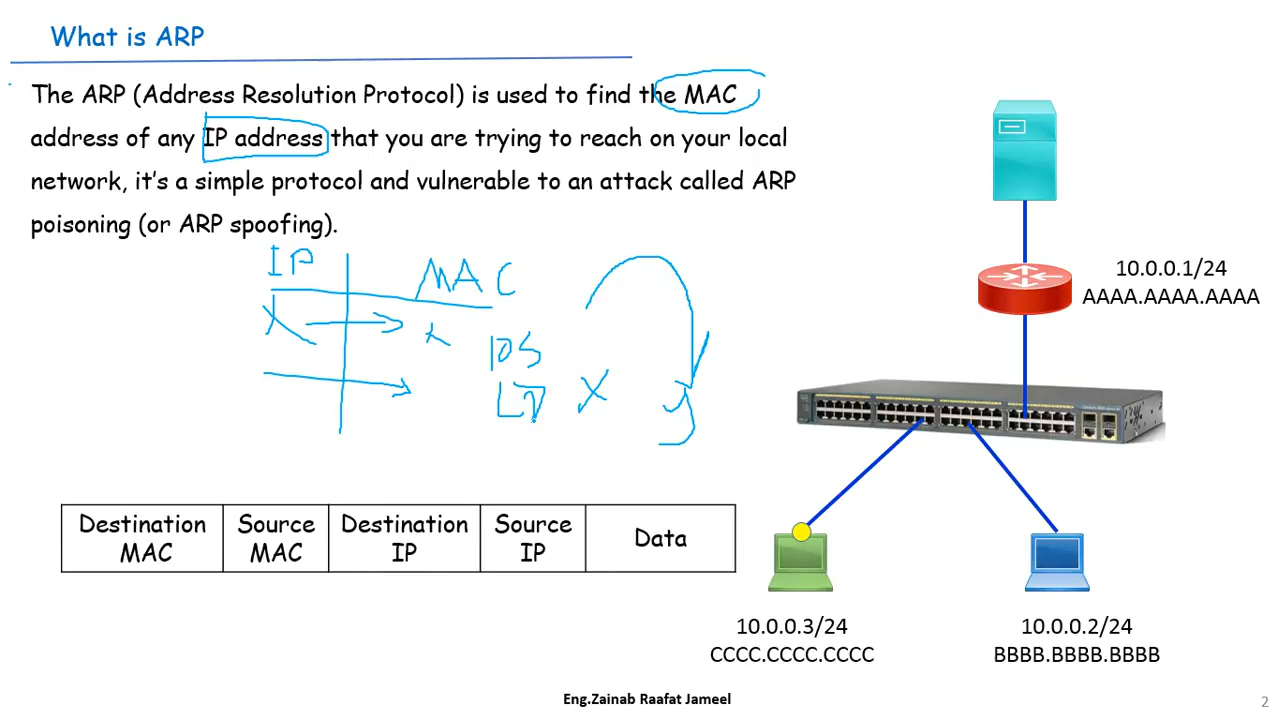 What is ARP
The ARP (Address Resolution Protocol) is used to find the MAC
address of any IP address that you are trying to reach on your local
network, it's a simple protocol and vulnerable to an attack called ARP
poisoning (or ARP spoofing).
IP MAC
10.0.0.1/24
AAAA.AAAA.AAAA
Destination MAC
Source MAC
Destination IP
Source IP
Data
10.0.0.3/24
CCCC.CCCC.CCCC
10.0.0.2/24
BBBB.BBBB.BBBB
Eng.Zainab Raafat Jameel
2